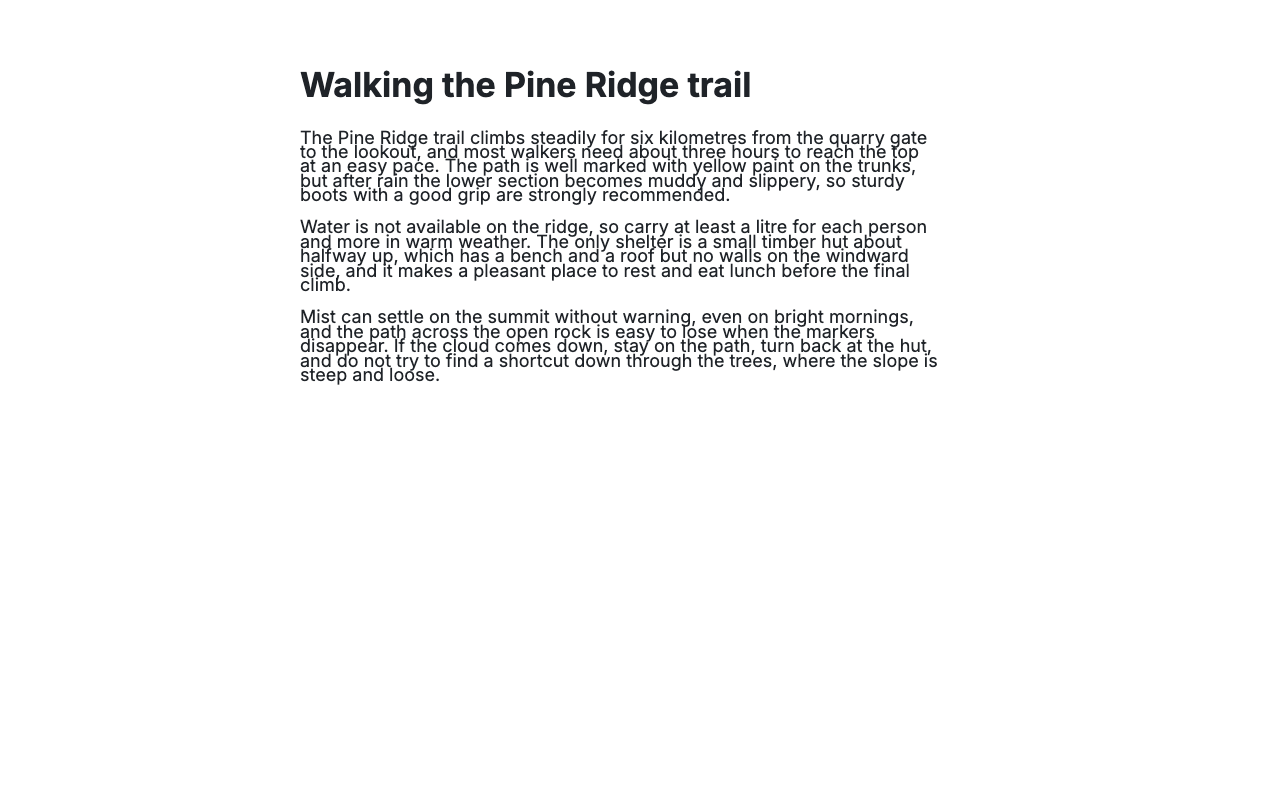 Walking the Pine Ridge trail
The Pine Ridge trail climbs steadily for six kilometres from the quarry gate
to the lookout, and most walkers need about three hours to reach the top
at an easy pace. The path is well marked with yellow paint on the trunks,
but after rain the lower section becomes muddy and slippery, so sturdy
boots with a good grip are strongly recommended.
Water is not available on the ridge, so carry at least a litre for each person
and more in warm weather. The only shelter is a small timber hut about
halfway up, which has a bench and a roof but no walls on the windward
side, and it makes a pleasant place to rest and eat lunch before the final
climb.
Mist can settle on the summit without warning, even on bright mornings,
and the path across the open rock is easy to lose when the markers
disappear. If the cloud comes down, stay on the path, turn back at the hut,
and do not try to find a shortcut down through the trees, where the slope is
steep and loose.